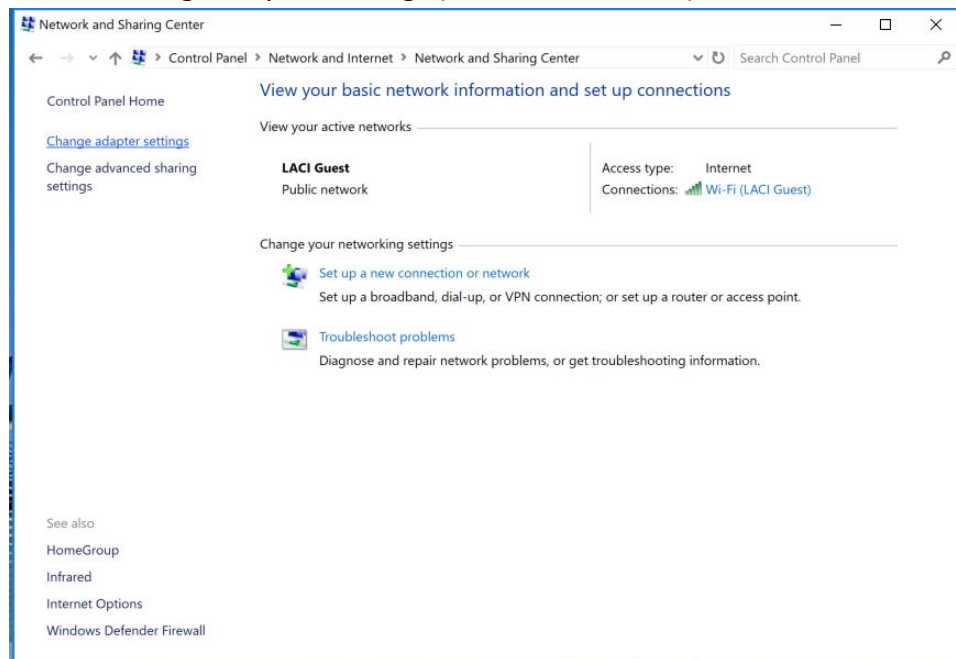 Network and Sharing Center
Control Panel > Network and Internet > Network and Sharing Center
Search Control Panel
Control Panel Home
Change adapter settings
Change advanced sharing
settings
View your basic network information and set up connections
View your active networks
LACI Guest
Public network
Access type: Internet
Connections: Wi-Fi (LACI Guest)
Change your networking settings
Set up a new connection or network
Set up a broadband, dial-up, or VPN connection; or set up a router or access point.
Troubleshoot problems
Diagnose and repair network problems, or get troubleshooting information.
See also
HomeGroup
Infrared
Internet Options
Windows Defender Firewall